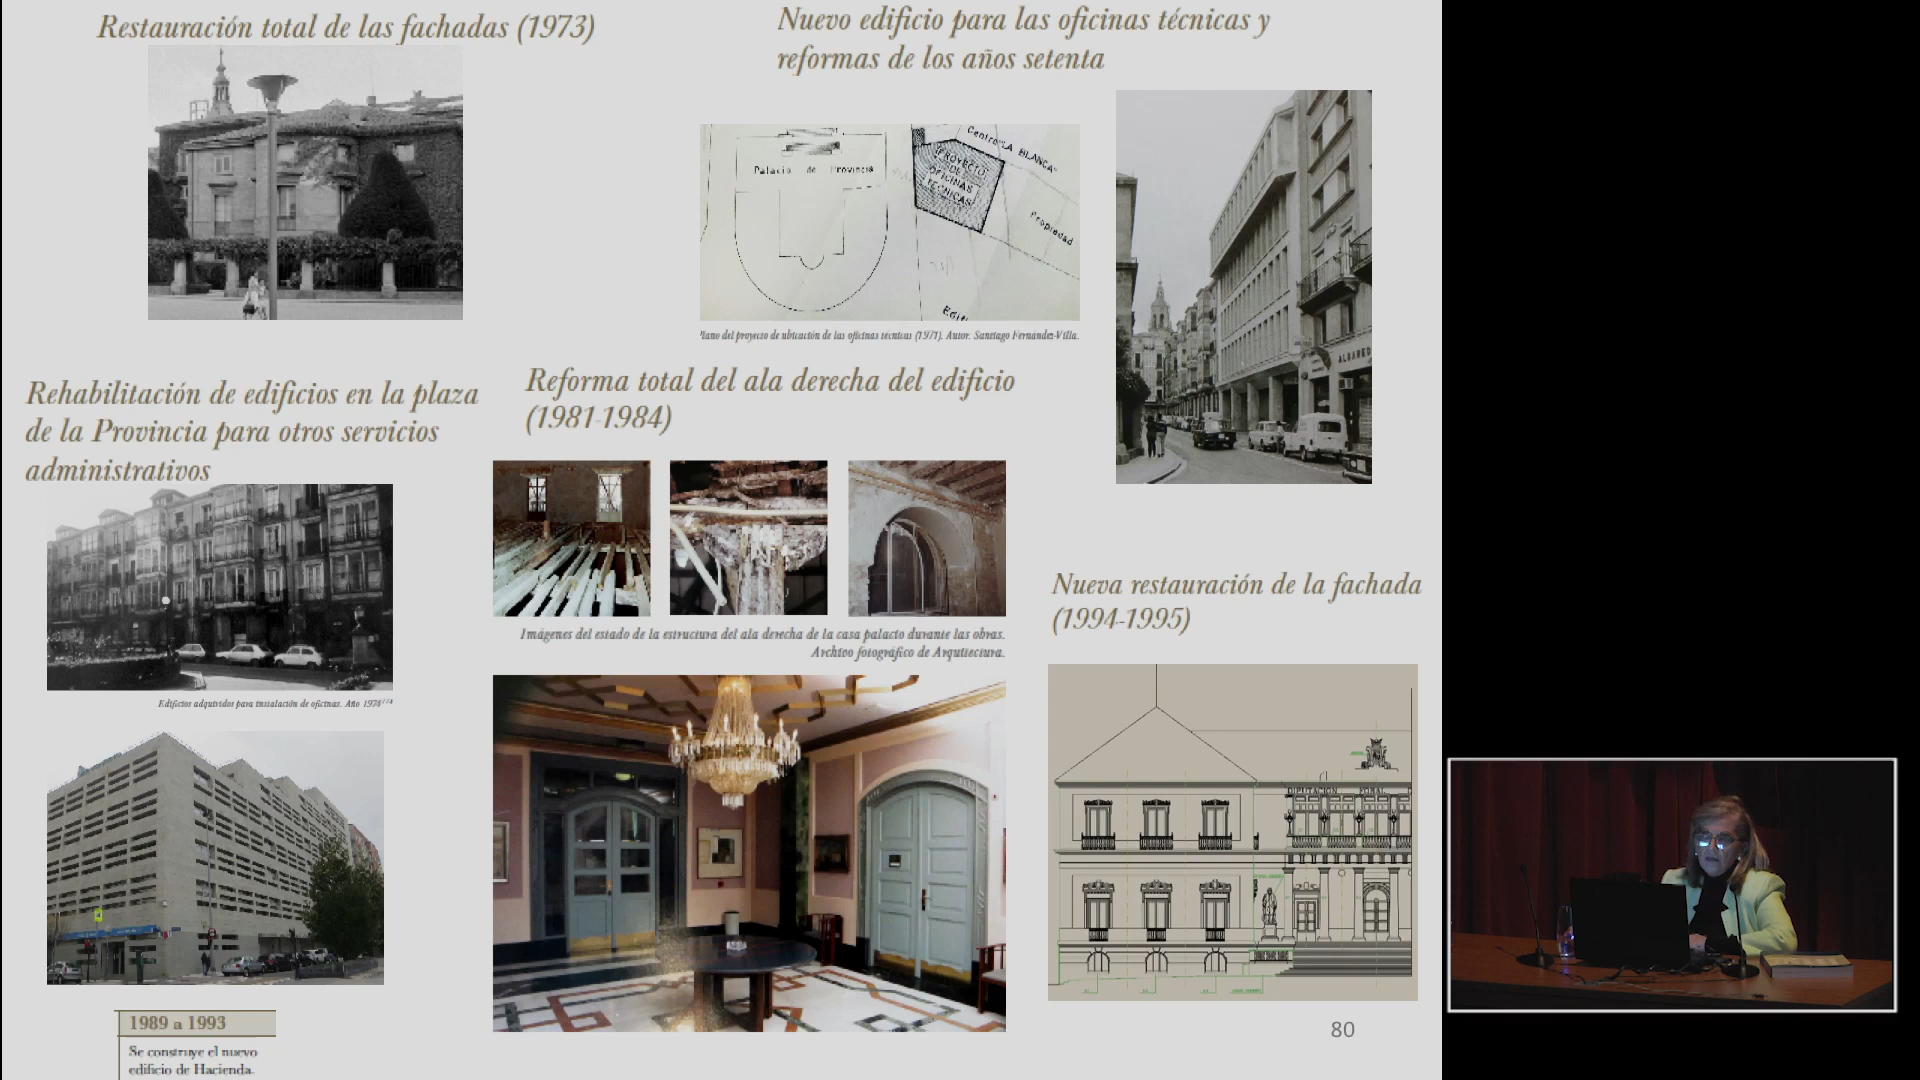 Restauración total de las fachadas (1973)
Nuevo edificio para las oficinas técnicas y
reformas de los años setenta
Palacio de Provincia
PROYECTO
DE
OFICINAS
TECNICAS
Centro "LA BLANCA"
Propiedad
Plano del proyecto de ubicación de las oficinas técnicas (1971). Autor. Santiago Fernández-Villa.
ALBARED
Rehabilitación de edificios en la plaza
de la Provincia para otros servicios
administrativos
Edificios adquiridos para instalación de oficinas. Año 1974
Reforma total del ala derecha del edificio
(1981-1984)
Imágenes del estado de la estructura del ala derecha de la casa palacio durante las obras.
Archivo fotográfico de Arquitectura.
Nueva restauración de la fachada
(1994-1995)
DIPUTACION FORAL
1989 a 1993
Se construye el nuevo
edificio de Hacienda.
80